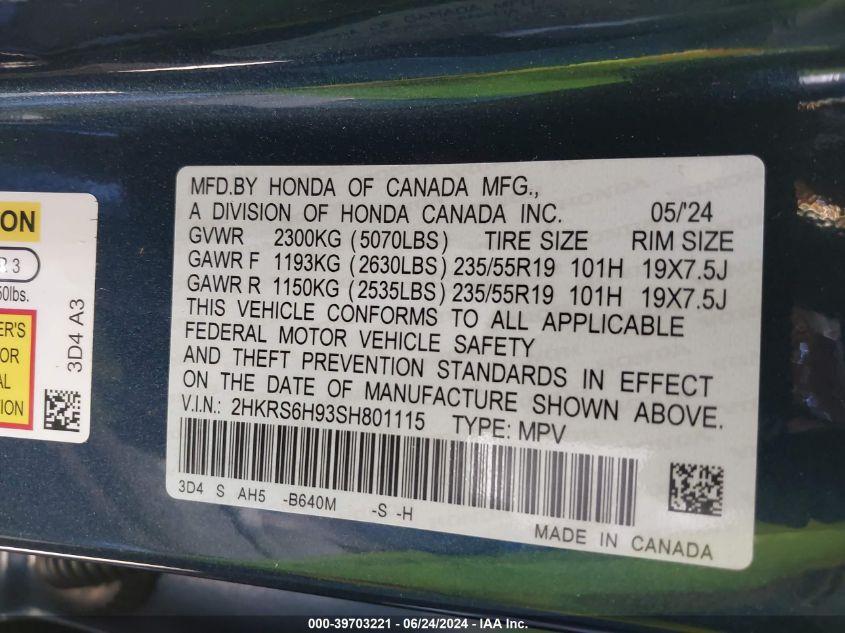 MFD.BY HONDA OF CANADA MFG.,
A DIVISION OF HONDA CANADA INC. 05/'24
GVWR 2300KG (5070LBS) TIRE SIZE RIM SIZE
GAWR F 1193KG (2630LBS) 235/55R19 101H 19X7.5J
GAWR R 1150KG (2535LBS) 235/55R19 101H 19X7.5J
THIS VEHICLE CONFORMS TO ALL APPLICABLE
FEDERAL MOTOR VEHICLE SAFETY
AND THEFT PREVENTION STANDARDS IN EFFECT
ON THE DATE OF MANUFACTURE SHOWN ABOVE.
V.I.N.: 2HKRS6H93SH801115 TYPE: MPV
3D4 S AH5 -B640M -S -H
MADE IN CANADA
3D4 A3
000-39703221 - 06/24/2024 - IAA Inc.